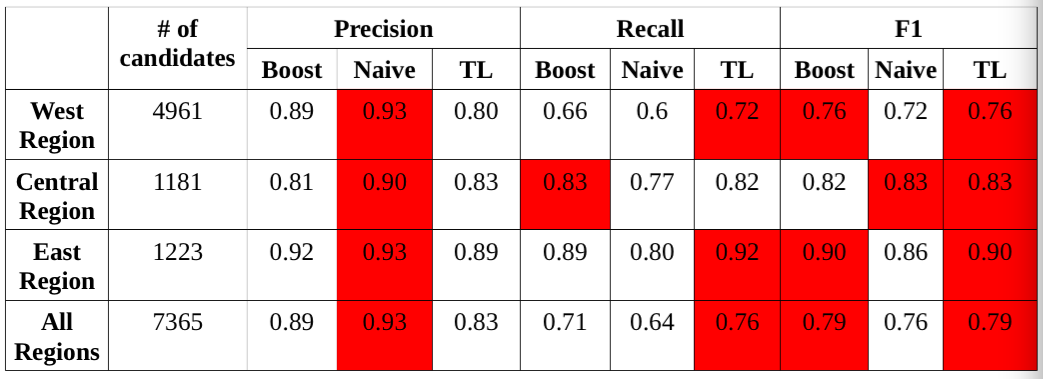 # of candidates Precision Recall F1
Boost Naive TL Boost Naive TL Boost Naive TL
West Region 4961 0.89 0.93 0.80 0.66 0.6 0.72 0.76 0.72 0.76
Central Region 1181 0.81 0.90 0.83 0.83 0.77 0.82 0.82 0.83 0.83
East Region 1223 0.92 0.93 0.89 0.89 0.80 0.92 0.90 0.86 0.90
All Regions 7365 0.89 0.93 0.83 0.71 0.64 0.76 0.79 0.76 0.79